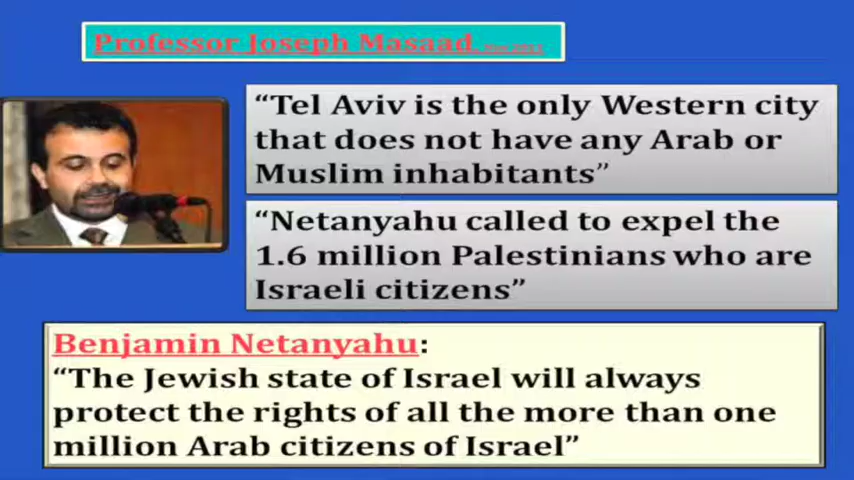 Professor Joseph Masaad
“Tel Aviv is the only Western city
that does not have any Arab or
Muslim inhabitants”
“Netanyahu called to expel the
1.6 million Palestinians who are
Israeli citizens”
Benjamin Netanyahu:
“The Jewish state of Israel will always
protect the rights of all the more than one
million Arab citizens of Israel”